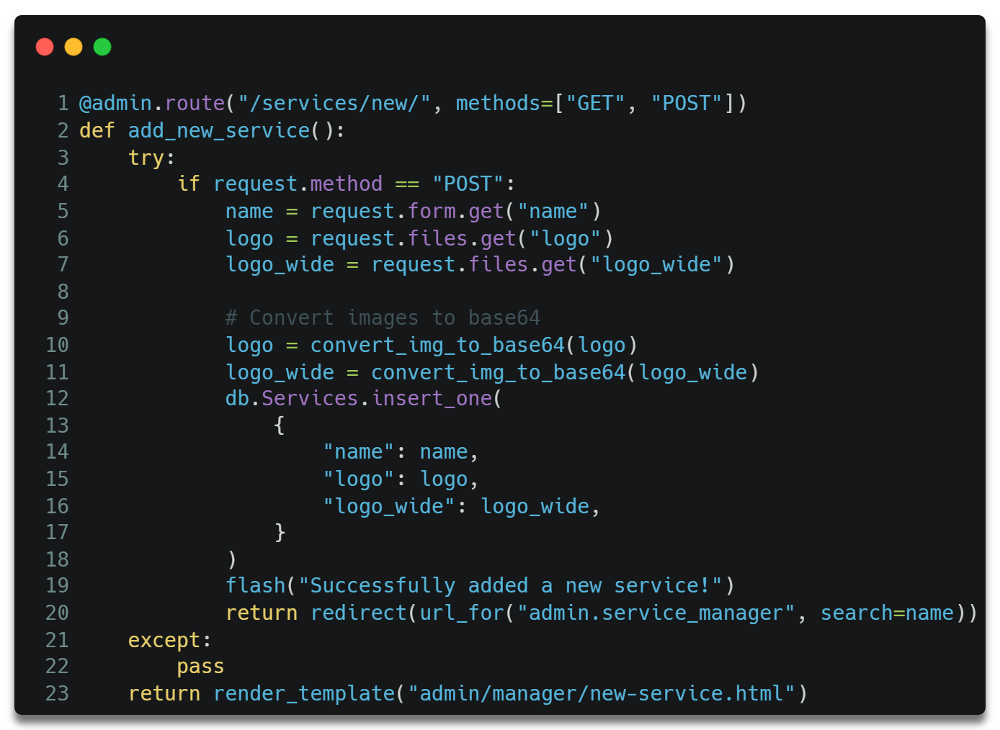 1 @admin.route("/services/new/", methods=["GET", "POST"])
2 def add_new_service():
3     try:
4         if request.method == "POST":
5             name = request.form.get("name")
6             logo = request.files.get("logo")
7             logo_wide = request.files.get("logo_wide")
8
9             # Convert images to base64
10             logo = convert_img_to_base64(logo)
11             logo_wide = convert_img_to_base64(logo_wide)
12             db.Services.insert_one(
13                 {
14                     "name": name,
15                     "logo": logo,
16                     "logo_wide": logo_wide,
17                 }
18             )
19             flash("Successfully added a new service!")
20             return redirect(url_for("admin.service_manager", search=name))
21     except:
22         pass
23     return render_template("admin/manager/new-service.html")